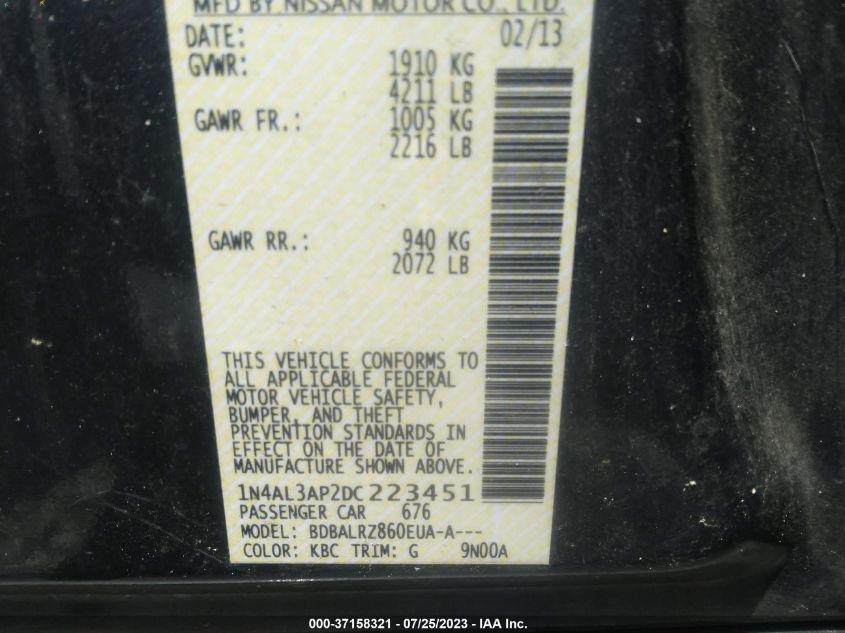 MFD BY NISSAN MOTOR CO., LTD.
DATE: 02/13
GVWR: 1910 KG
4211 LB
GAWR FR.: 1005 KG
2216 LB
GAWR RR.: 940 KG
2072 LB
THIS VEHICLE CONFORMS TO
ALL APPLICABLE FEDERAL
MOTOR VEHICLE SAFETY,
BUMPER, AND THEFT
PREVENTION STANDARDS IN
EFFECT ON THE DATE OF
MANUFACTURE SHOWN ABOVE.
1N4AL3AP2DC223451
PASSENGER CAR 676
MODEL: BDBALRZ860EUA-A---
COLOR: KBC TRIM: G 9N00A
000-37158321 - 07/25/2023 - IAA Inc.